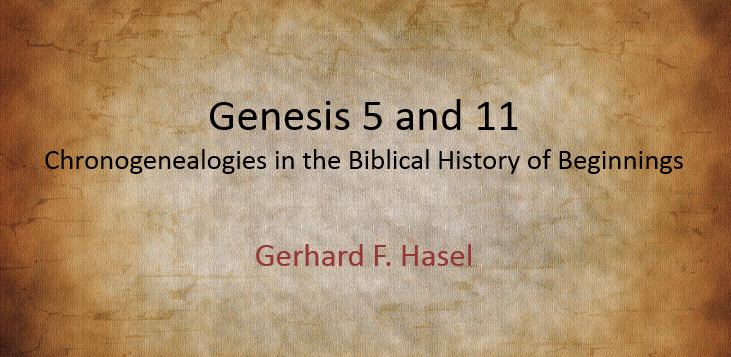 Genesis 5 and 11
Chronogenealogies in the Biblical History of Beginnings
Gerhard F. Hasel